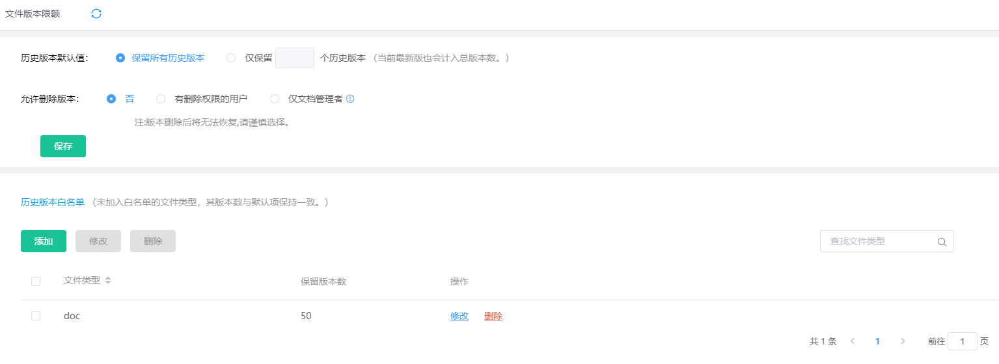 文件版本限额
历史版本默认值： 保留所有历史版本 仅保留 个历史版本 （当前最新版也会计入总版本数。）
允许删除版本： 否 有删除权限的用户 仅文档管理者
注:版本删除后将无法恢复,请谨慎选择。
保存
历史版本白名单 （未加入白名单的文件类型，其版本数与默认项保持一致。）
添加 修改 删除 查找文件类型
文件类型 保留版本数 操作
doc 50 修改 删除
共 1 条 1 前往 1 页